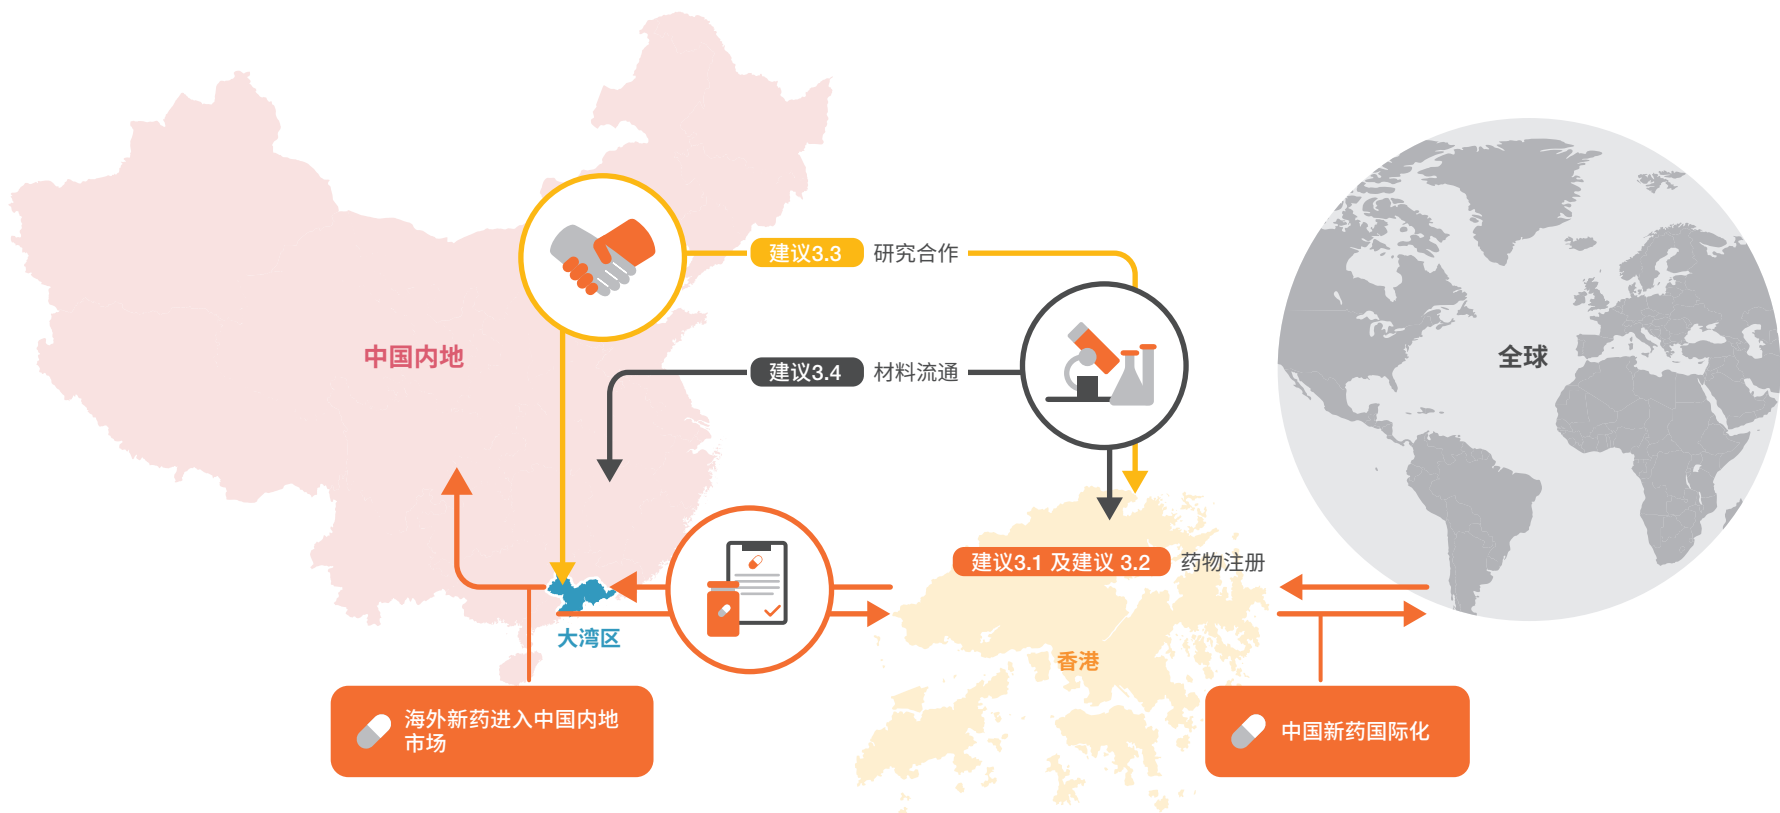 建议3.3 研究合作
中国内地
建议3.4 材料流通
全球
建议3.1 及建议 3.2 药物注册
大湾区
香港
海外新药进入中国内地
市场
中国新药国际化